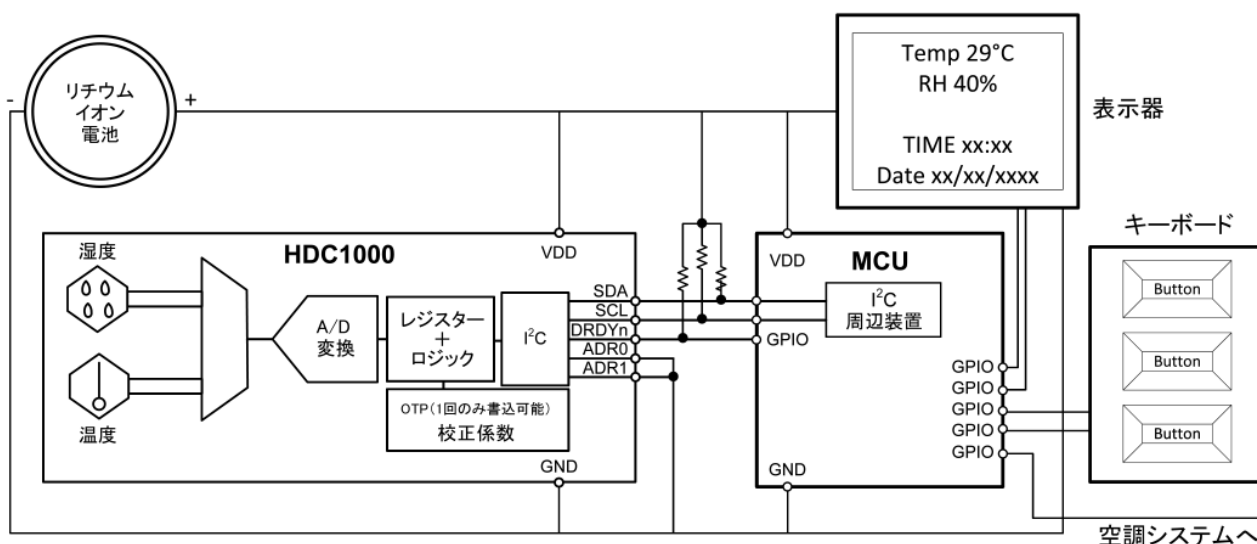 -
リチウム
イオン
電池
+
Temp 29°C
RH 40%
TIME xx:xx
Date xx/xx/xxxx
表示器
キーボード
Button
Button
Button
HDC1000
湿度
温度
A/D
変換
レジスター
+
ロジック
I²C
OTP(1回のみ書込可能)
校正係数
VDD
SDA
SCL
DRDYn
ADR0
ADR1
GND
MCU
VDD
I²C
周辺装置
GPIO
GPIO
GPIO
GPIO
GPIO
GPIO
GND
空調システムへ